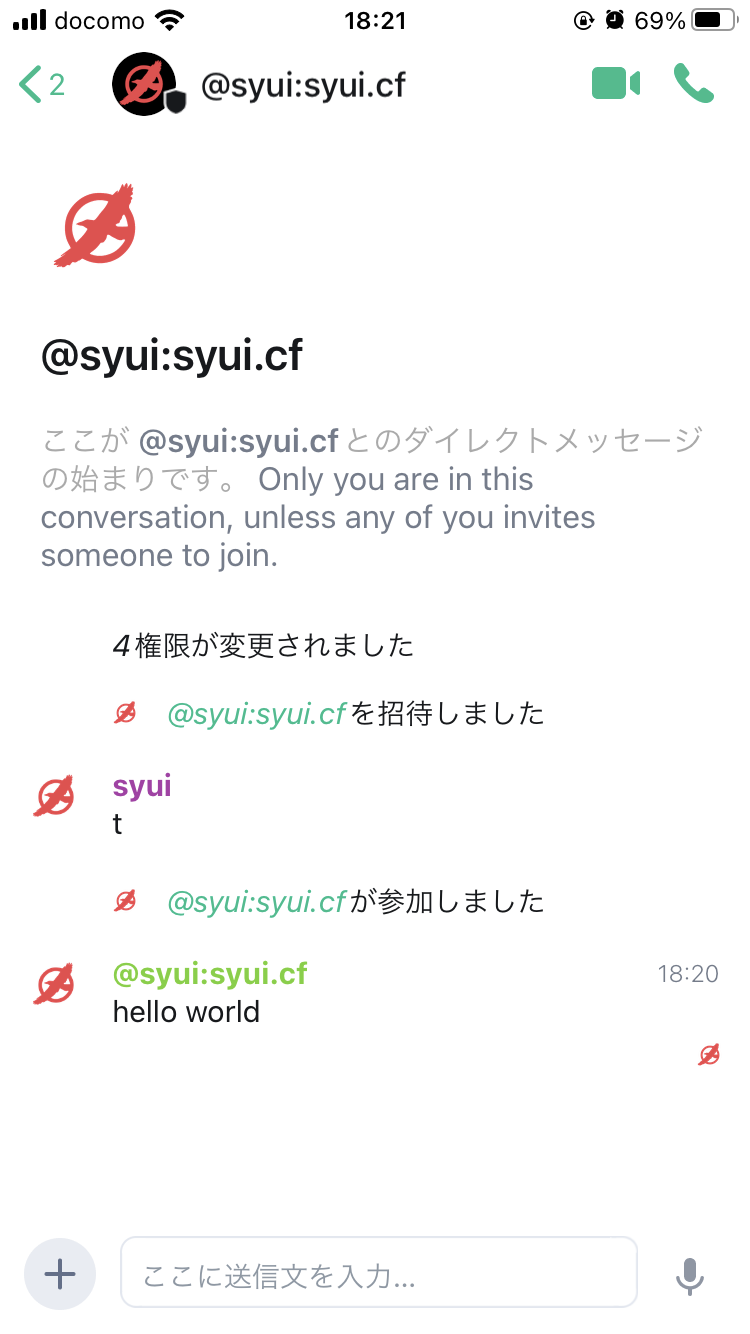 docomo 18:21 69%
2 @syui:syui.cf
@syui:syui.cf
ここが @syui:syui.cf とのダイレクトメッセージ
の始まりです。 Only you are in this
conversation, unless any of you invites
someone to join.
4権限が変更されました
@syui:syui.cfを招待しました
syui
t
@syui:syui.cfが参加しました
@syui:syui.cf 18:20
hello world
ここに送信文を入力...